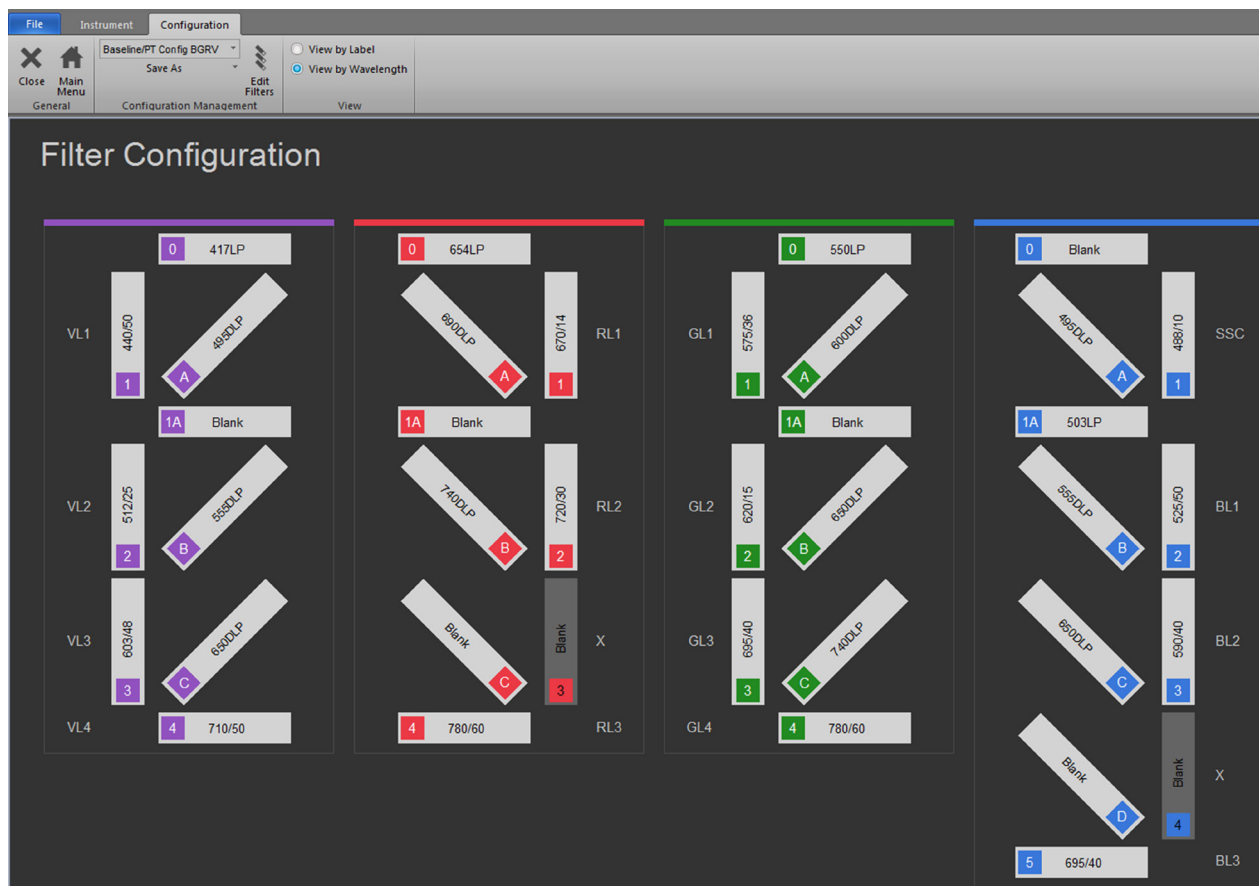 File
Instrument
Configuration
Close
Main
Menu
General
Baseline/PT Config BGRV
Save As
Edit
Filters
Configuration Management
View by Label
View by Wavelength
View
Filter Configuration
0 417LP
VL1
440/50
1
495DLP
A
1A Blank
VL2
512/25
2
555DLP
B
VL3
603/48
3
650DLP
C
VL4
4 710/50
0 654LP
690DLP
A
670/14
1
RL1
1A Blank
740DLP
B
720/30
2
RL2
Blank
C
Blank
3
X
4 780/60
RL3
0 550LP
GL1
575/36
1
600DLP
A
1A Blank
GL2
620/15
2
650DLP
B
GL3
695/40
3
740DLP
C
GL4
4 780/60
0 Blank
495DLP
A
488/10
1
SSC
1A 503LP
555DLP
B
525/50
2
BL1
650DLP
C
590/40
3
BL2
Blank
D
Blank
4
X
5 695/40
BL3